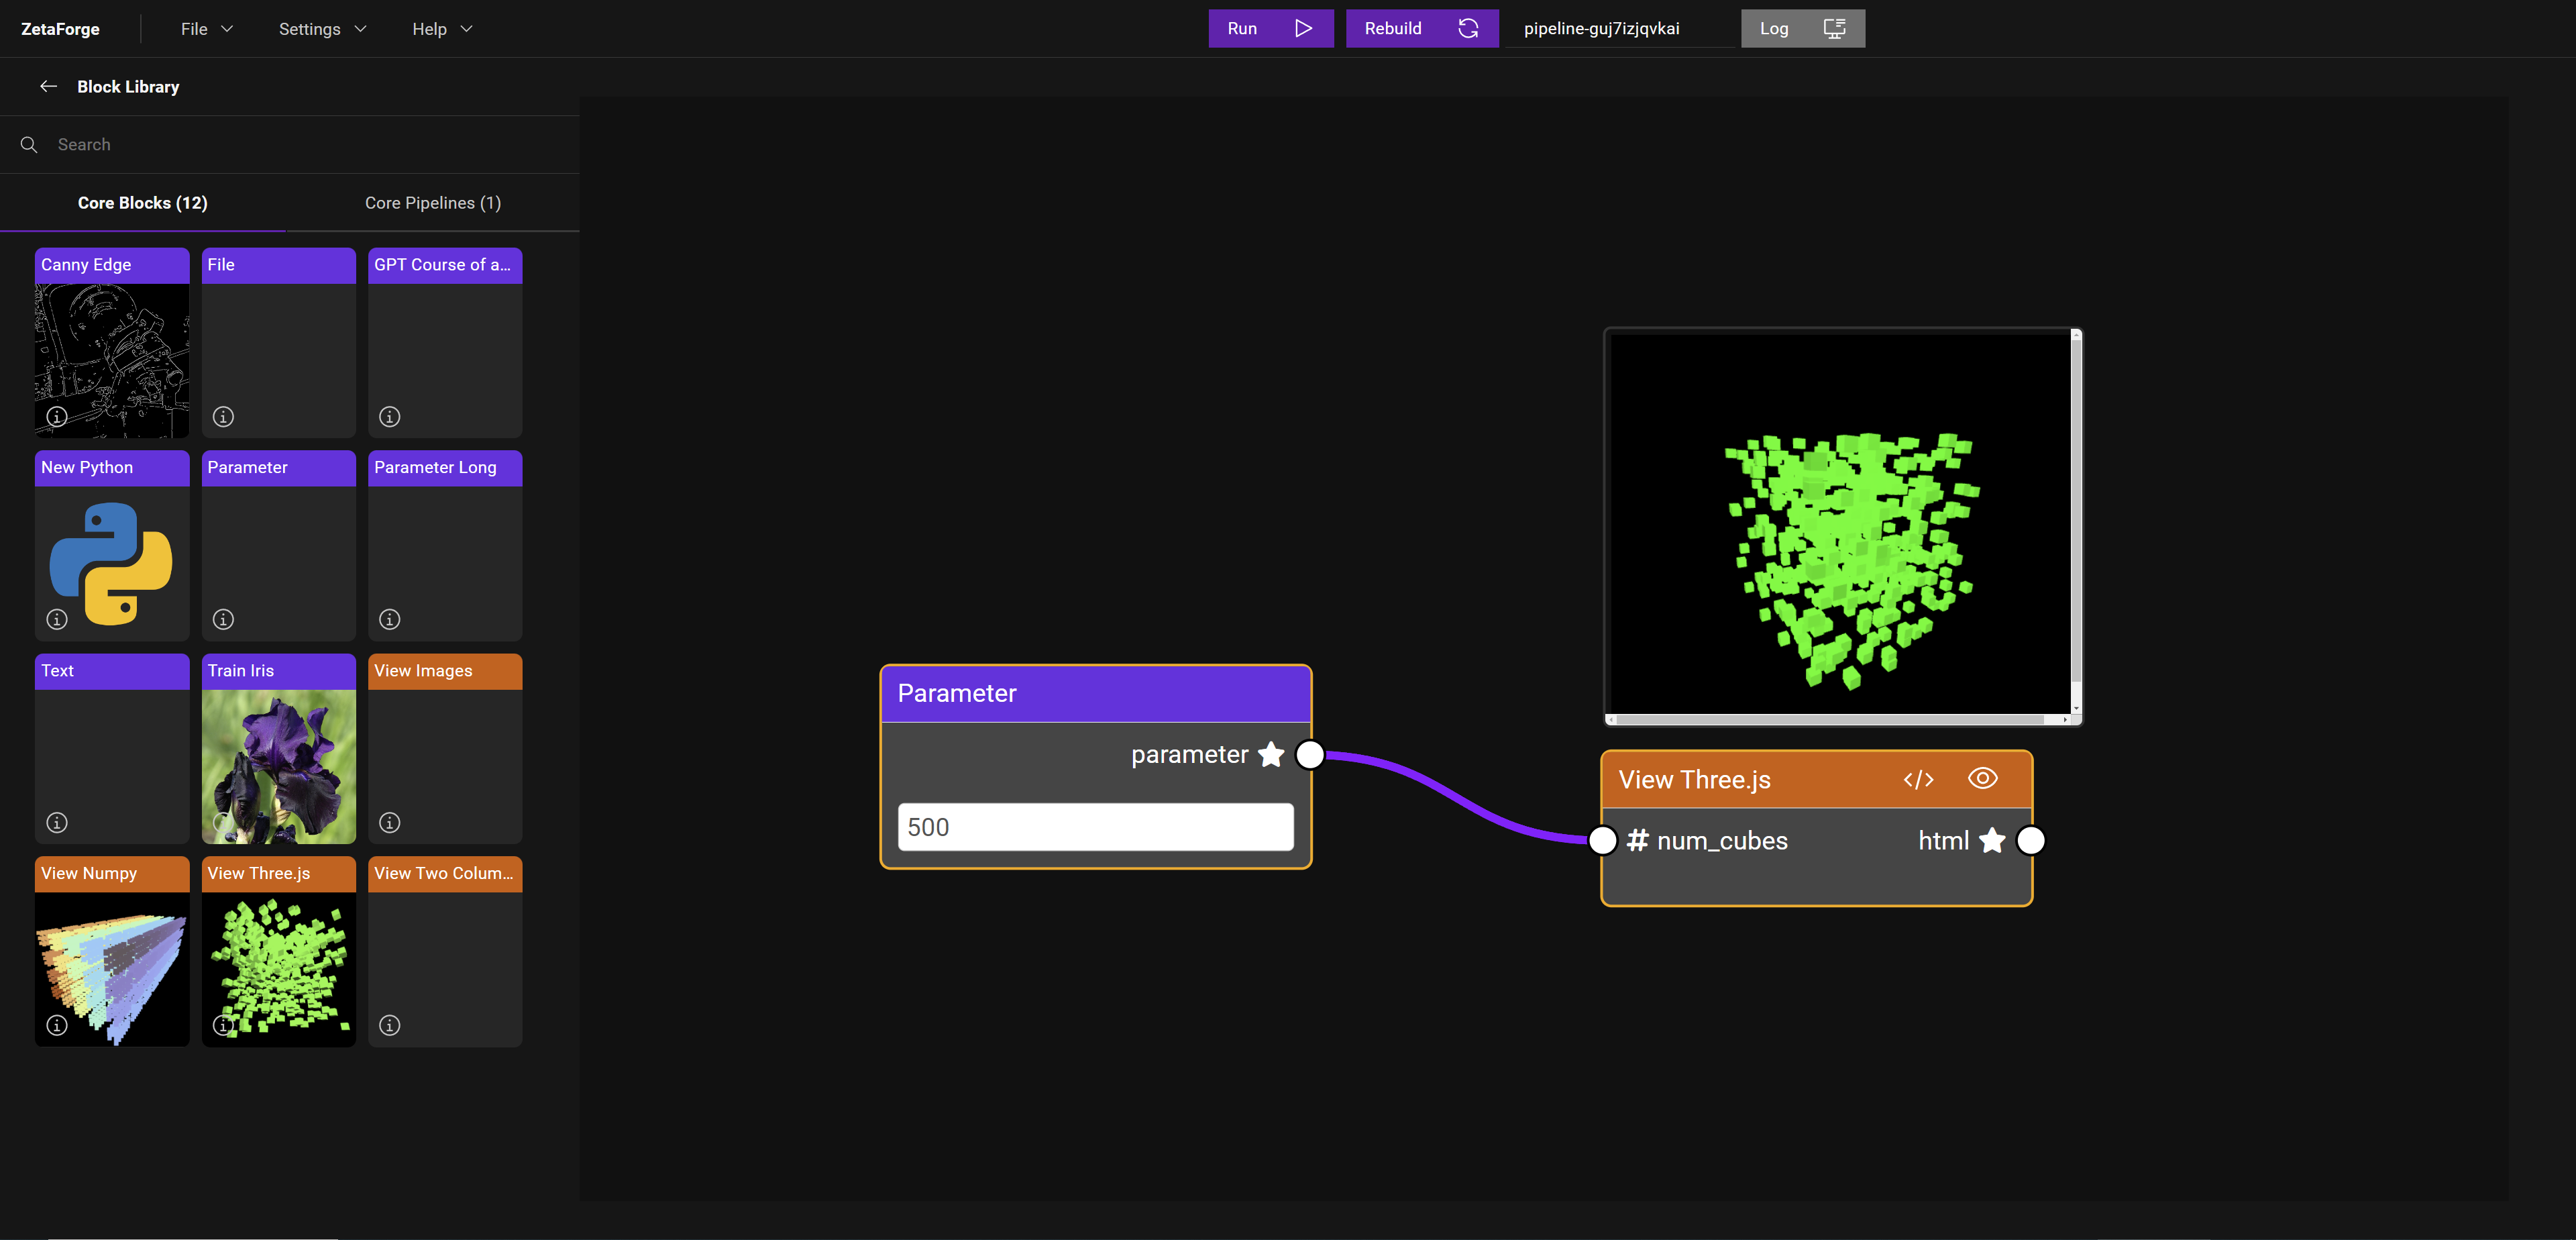 ZetaForge File Settings Help Run Rebuild pipeline-guj7izjqvkai Log
Block Library
Search
Core Blocks (12) Core Pipelines (1)
Canny Edge File GPT Course of a...
New Python Parameter Parameter Long
Text Train Iris View Images
View Numpy View Three.js View Two Colum...
Parameter
parameter
500
View Three.js </>
# num_cubes html